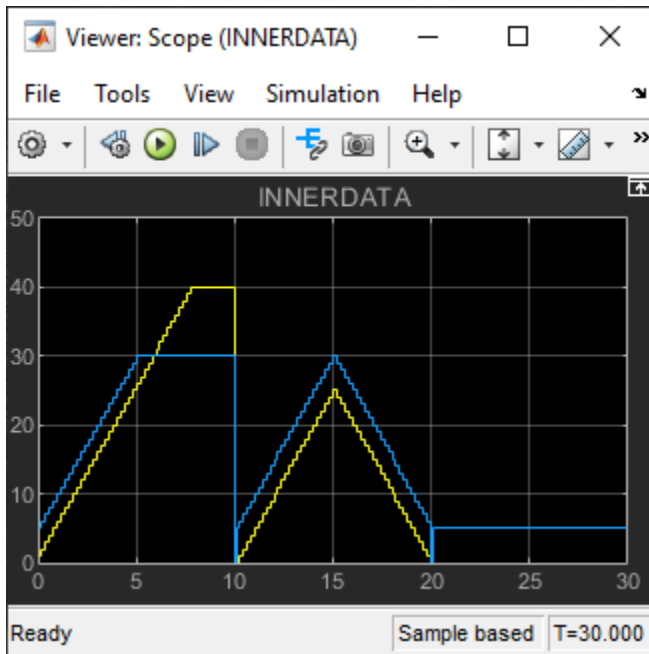 Viewer: Scope (INNERDATA)
File Tools View Simulation Help
INNERDATA
50
40
30
20
10
0
0 5 10 15 20 25 30
Ready Sample based T=30.000